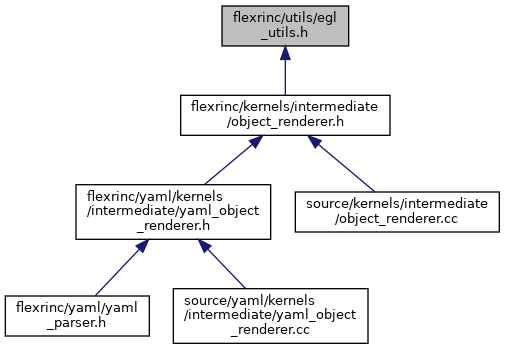 flexrinc/utils/egl
_utils.h
flexrinc/kernels/intermediate
/object_renderer.h
flexrinc/yaml/kernels
/intermediate/yaml_object
_renderer.h
source/kernels/intermediate
/object_renderer.cc
flexrinc/yaml/yaml
_parser.h
source/yaml/kernels
/intermediate/yaml_object
_renderer.cc